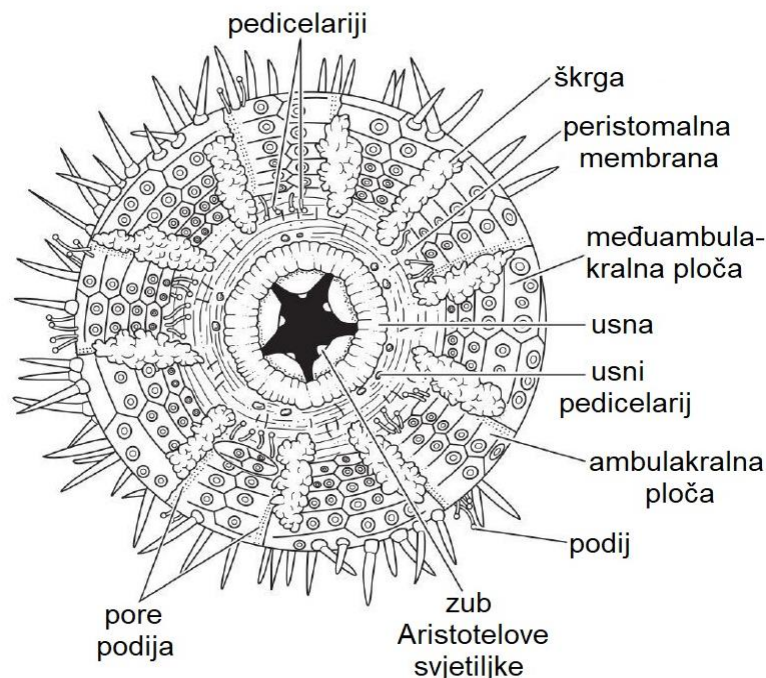 pedicelariji
škrga
peristomalna
membrana
međuambula-
kralna ploča
usna
usni
pedicelarij
ambulakralna
ploča
podij
zub
Aristotelove
svjetiljke
pore
podija